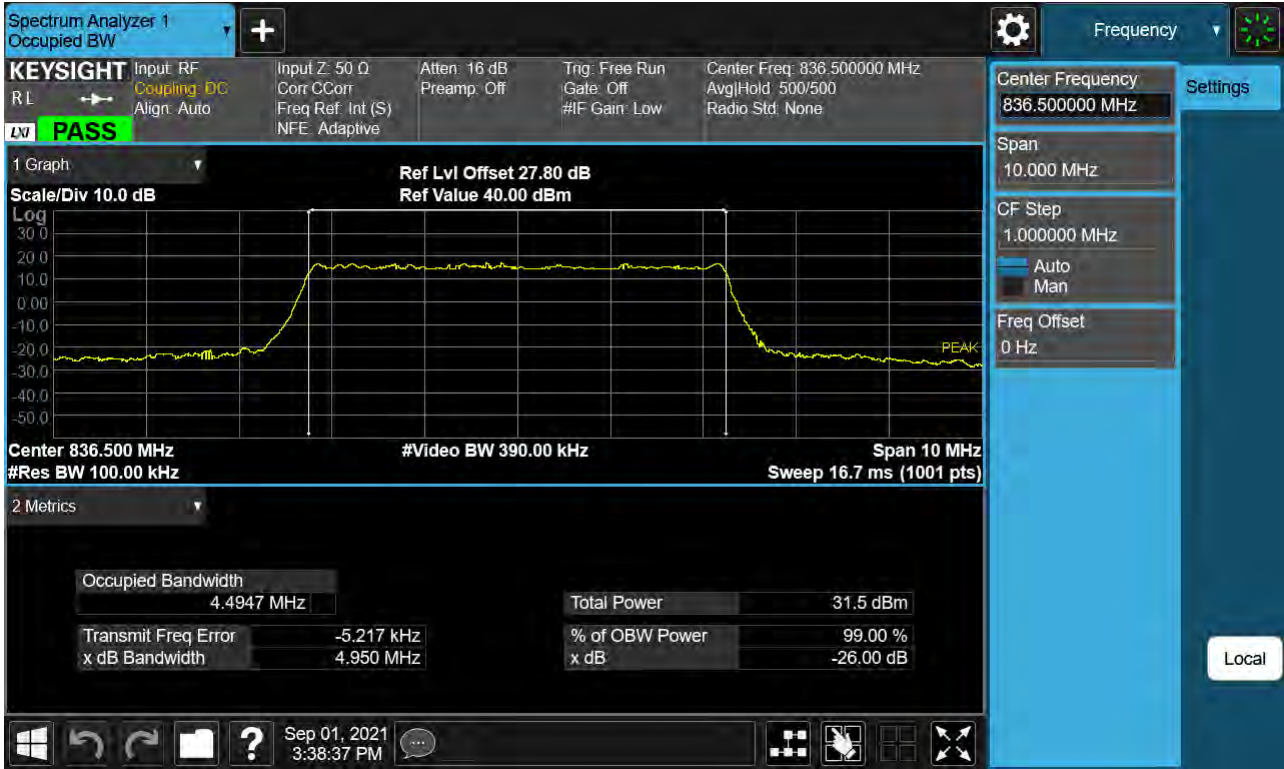 Spectrum Analyzer 1
Occupied BW
Frequency
KEYSIGHT
Input: RF
Coupling: DC
Align: Auto
Input Z: 50 Ω
Corr CCorr
Freq Ref: Int (S)
NFE: Adaptive
Atten: 16 dB
Preamp: Off
Trig: Free Run
Gate: Off
#IF Gain: Low
Center Freq: 836.500000 MHz
Avg|Hold: 500/500
Radio Std: None
R L
LXI
PASS
Center Frequency
836.500000 MHz
Settings
Span
10.000 MHz
CF Step
1.000000 MHz
Auto
Man
Freq Offset
0 Hz
1 Graph
Scale/Div 10.0 dB
Ref Lvl Offset 27.80 dB
Ref Value 40.00 dBm
Log
30.0
20.0
10.0
0.00
-10.0
-20.0
-30.0
-40.0
-50.0
PEAK
Center 836.500 MHz
#Video BW 390.00 kHz
Span 10 MHz
#Res BW 100.00 kHz
Sweep 16.7 ms (1001 pts)
2 Metrics
Occupied Bandwidth
4.4947 MHz
Total Power 31.5 dBm
Transmit Freq Error -5.217 kHz
% of OBW Power 99.00 %
x dB Bandwidth 4.950 MHz
x dB -26.00 dB
Local
Sep 01, 2021
3:38:37 PM